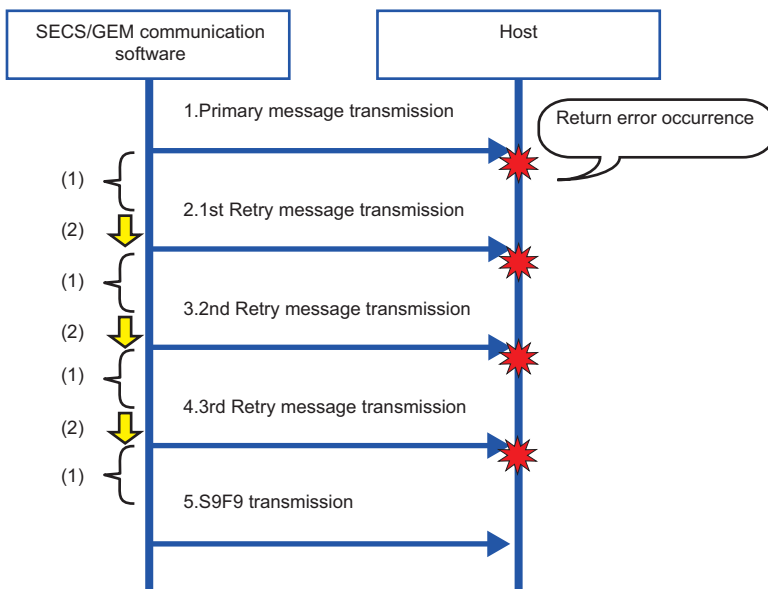 SECS/GEM communication
software
Host
1.Primary message transmission
Return error occurrence
(1)
2.1st Retry message transmission
(2)
(1)
3.2nd Retry message transmission
(2)
(1)
4.3rd Retry message transmission
(2)
(1)
5.S9F9 transmission